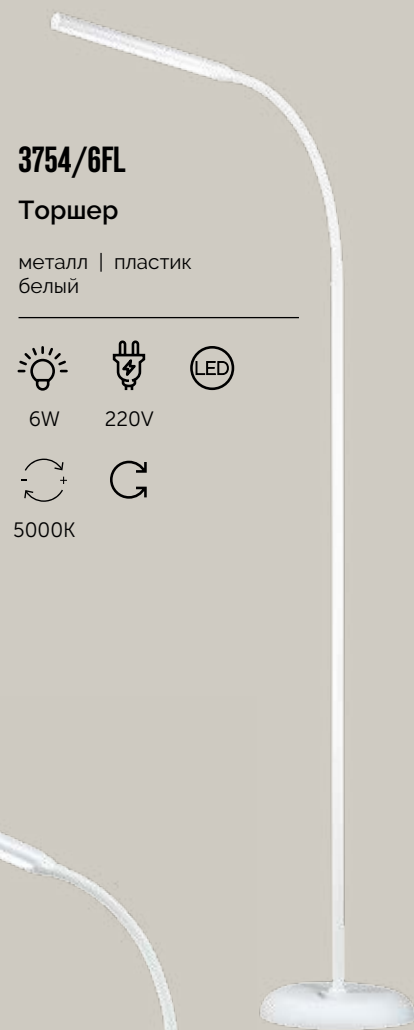 3754/6FL
Торшер
металл | пластик
белый
LED
6W 220V
- +
5000K